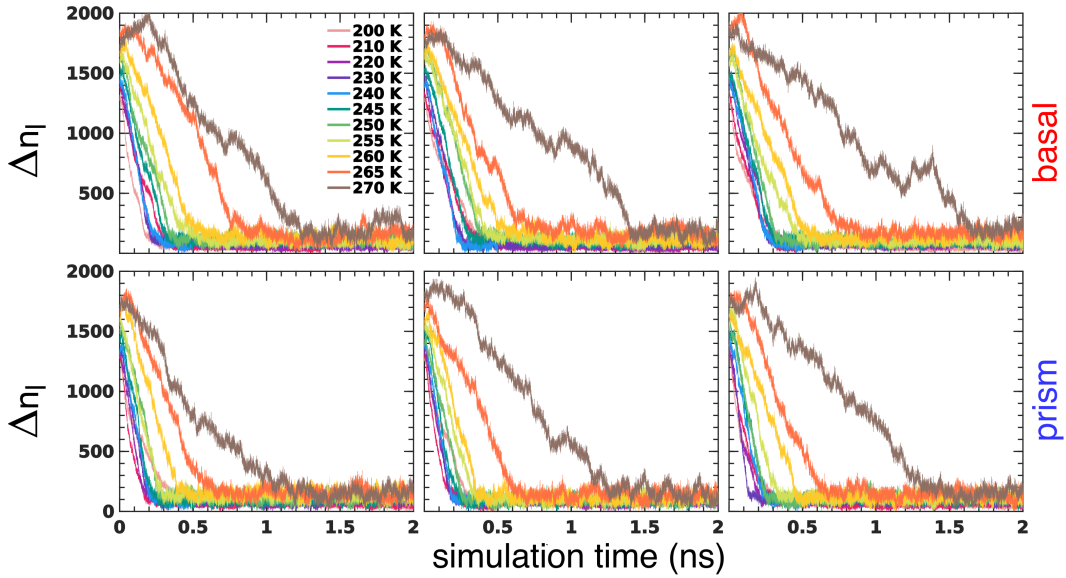 2000
1500
1000
500
Δn_l
200 K
210 K
220 K
230 K
240 K
245 K
250 K
255 K
260 K
265 K
270 K
basal
2000
1500
1000
500
0
Δn_l
prism
0 0.5 1 1.5 2 0.5 1 1.5 2 0.5 1 1.5 2
simulation time (ns)